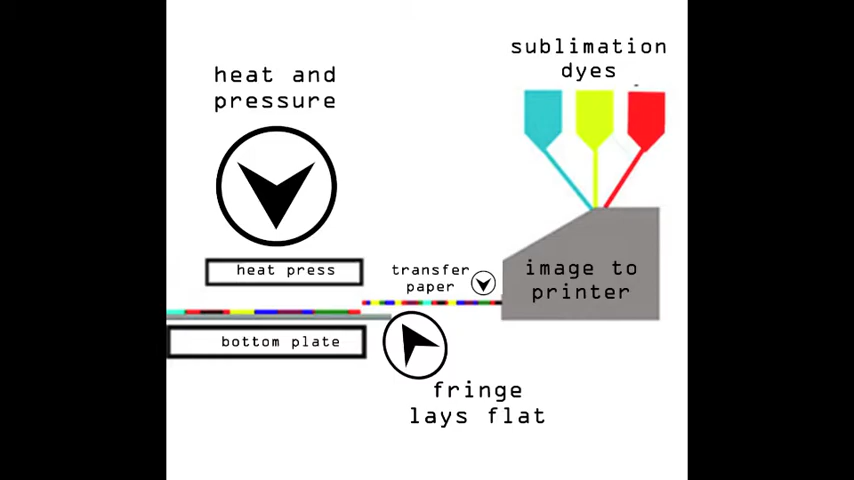 sublimation
dyes
heat and
pressure
heat press
transfer
paper
image to
printer
bottom plate
fringe
lays flat